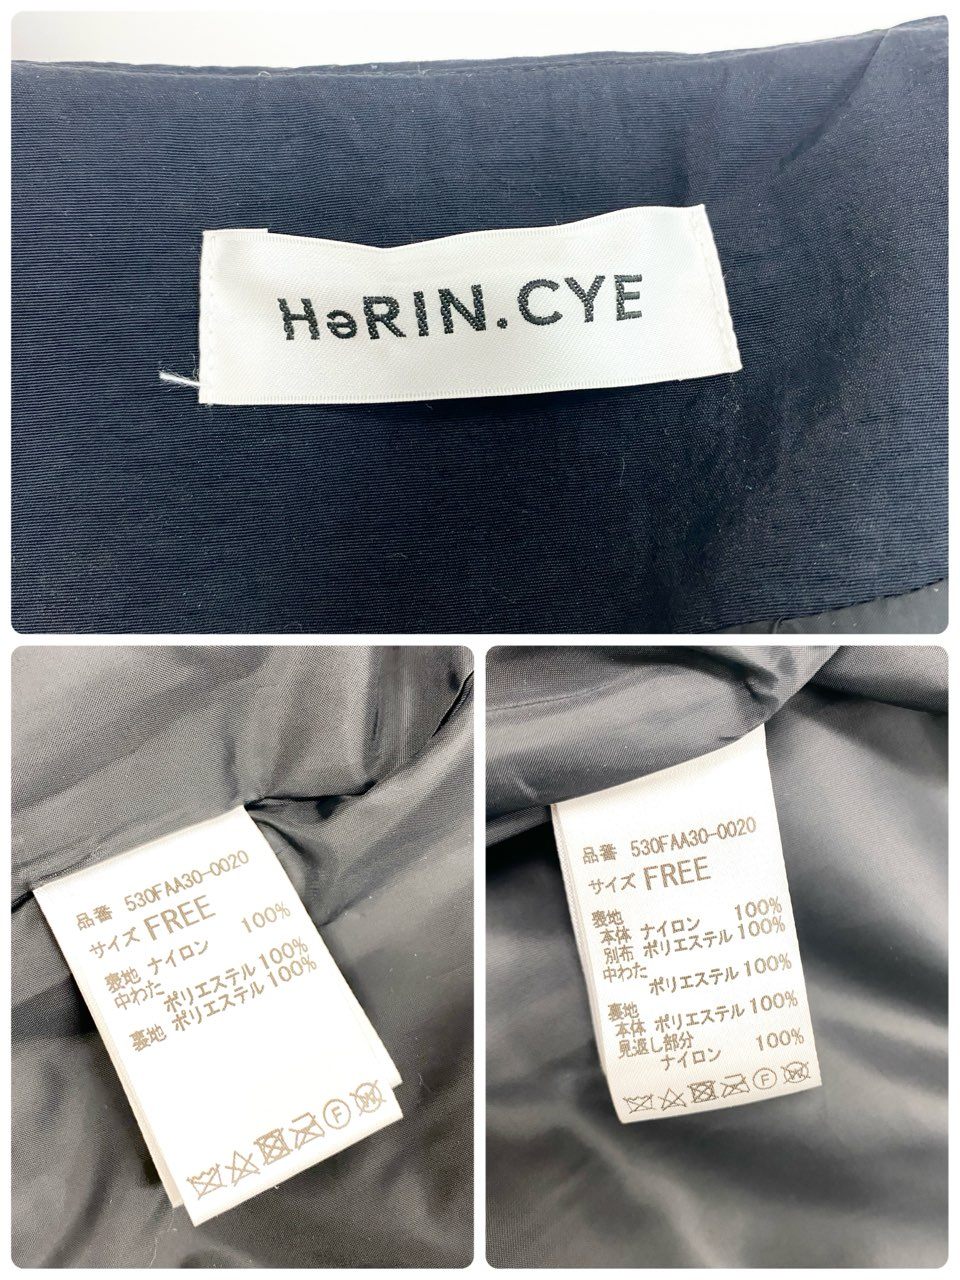 HəRIN.CYE
品番 530FAA30-0020
サイズ FREE
表地 ナイロン 100%
中わた
ポリエステル 100%
裏地 ポリエステル 100%
品番 530FAA30-0020
サイズ FREE
表地
本体 ナイロン 100%
別布 ポリエステル 100%
中わた
ポリエステル 100%
裏地
本体 ポリエステル 100%
見返し部分
ナイロン 100%
F W
F W